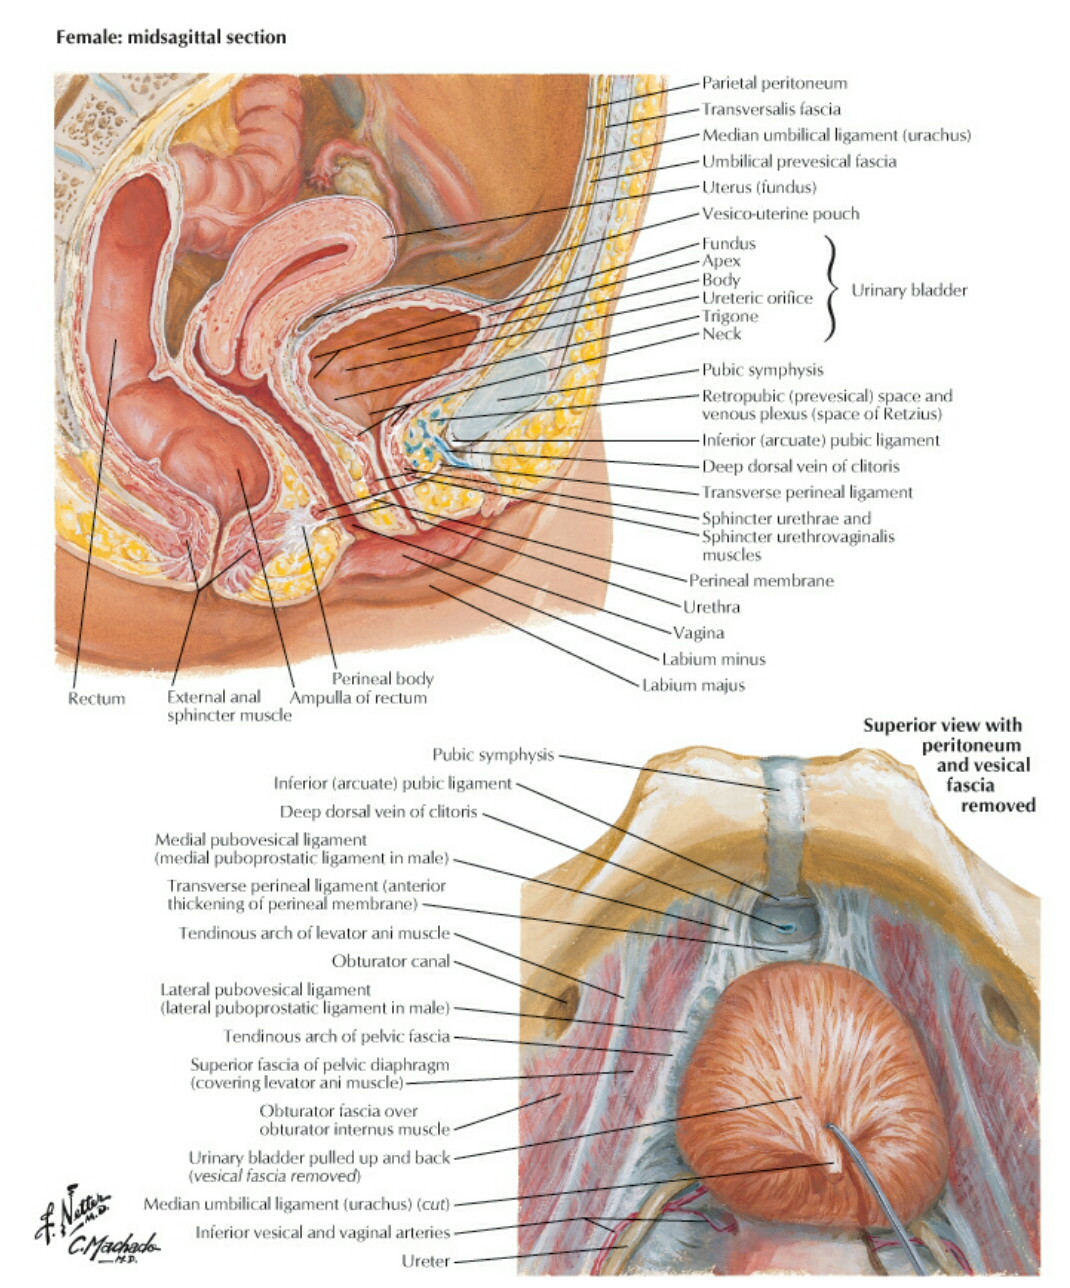 Female: midsagittal section
Parietal peritoneum
Transversalis fascia
Median umbilical ligament (urachus)
Umbilical prevesical fascia
Uterus (fundus)
Vesico-uterine pouch
Fundus
Apex
Body
Ureteric orifice
Trigone
Neck
Urinary bladder
Pubic symphysis
Retropubic (prevesical) space and
venous plexus (space of Retzius)
Inferior (arcuate) pubic ligament
Deep dorsal vein of clitoris
Transverse perineal ligament
Sphincter urethrae and
Sphincter urethrovaginalis
muscles
Perineal membrane
Urethra
Vagina
Labium minus
Labium majus
Perineal body
Rectum
External anal
sphincter muscle
Ampulla of rectum
Superior view with
peritoneum
and vesical
fascia
removed
Pubic symphysis
Inferior (arcuate) pubic ligament
Deep dorsal vein of clitoris
Medial pubovesical ligament
(medial puboprostatic ligament in male)
Transverse perineal ligament (anterior
thickening of perineal membrane)
Tendinous arch of levator ani muscle
Obturator canal
Lateral pubovesical ligament
(lateral puboprostatic ligament in male)
Tendinous arch of pelvic fascia
Superior fascia of pelvic diaphragm
(covering levator ani muscle)
Obturator fascia over
obturator internus muscle
Urinary bladder pulled up and back
(vesical fascia removed)
Median umbilical ligament (urachus) (cut)
Inferior vesical and vaginal arteries
Ureter
F. Netter
M.D.
C. Machado
M.D.